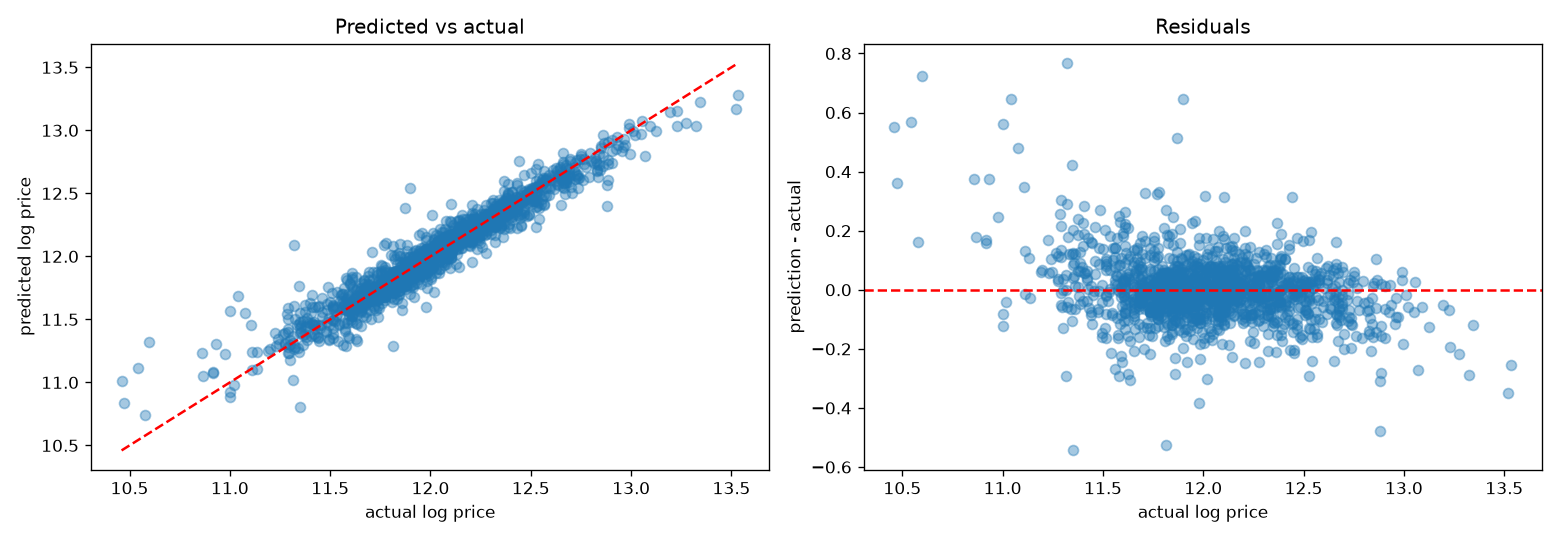 Predicted vs actual
predicted log price
13.5
13.0
12.5
12.0
11.5
11.0
10.5
10.5 11.0 11.5 12.0 12.5 13.0 13.5
actual log price
Residuals
prediction - actual
0.8
0.6
0.4
0.2
0.0
−0.2
−0.4
−0.6
10.5 11.0 11.5 12.0 12.5 13.0 13.5
actual log price